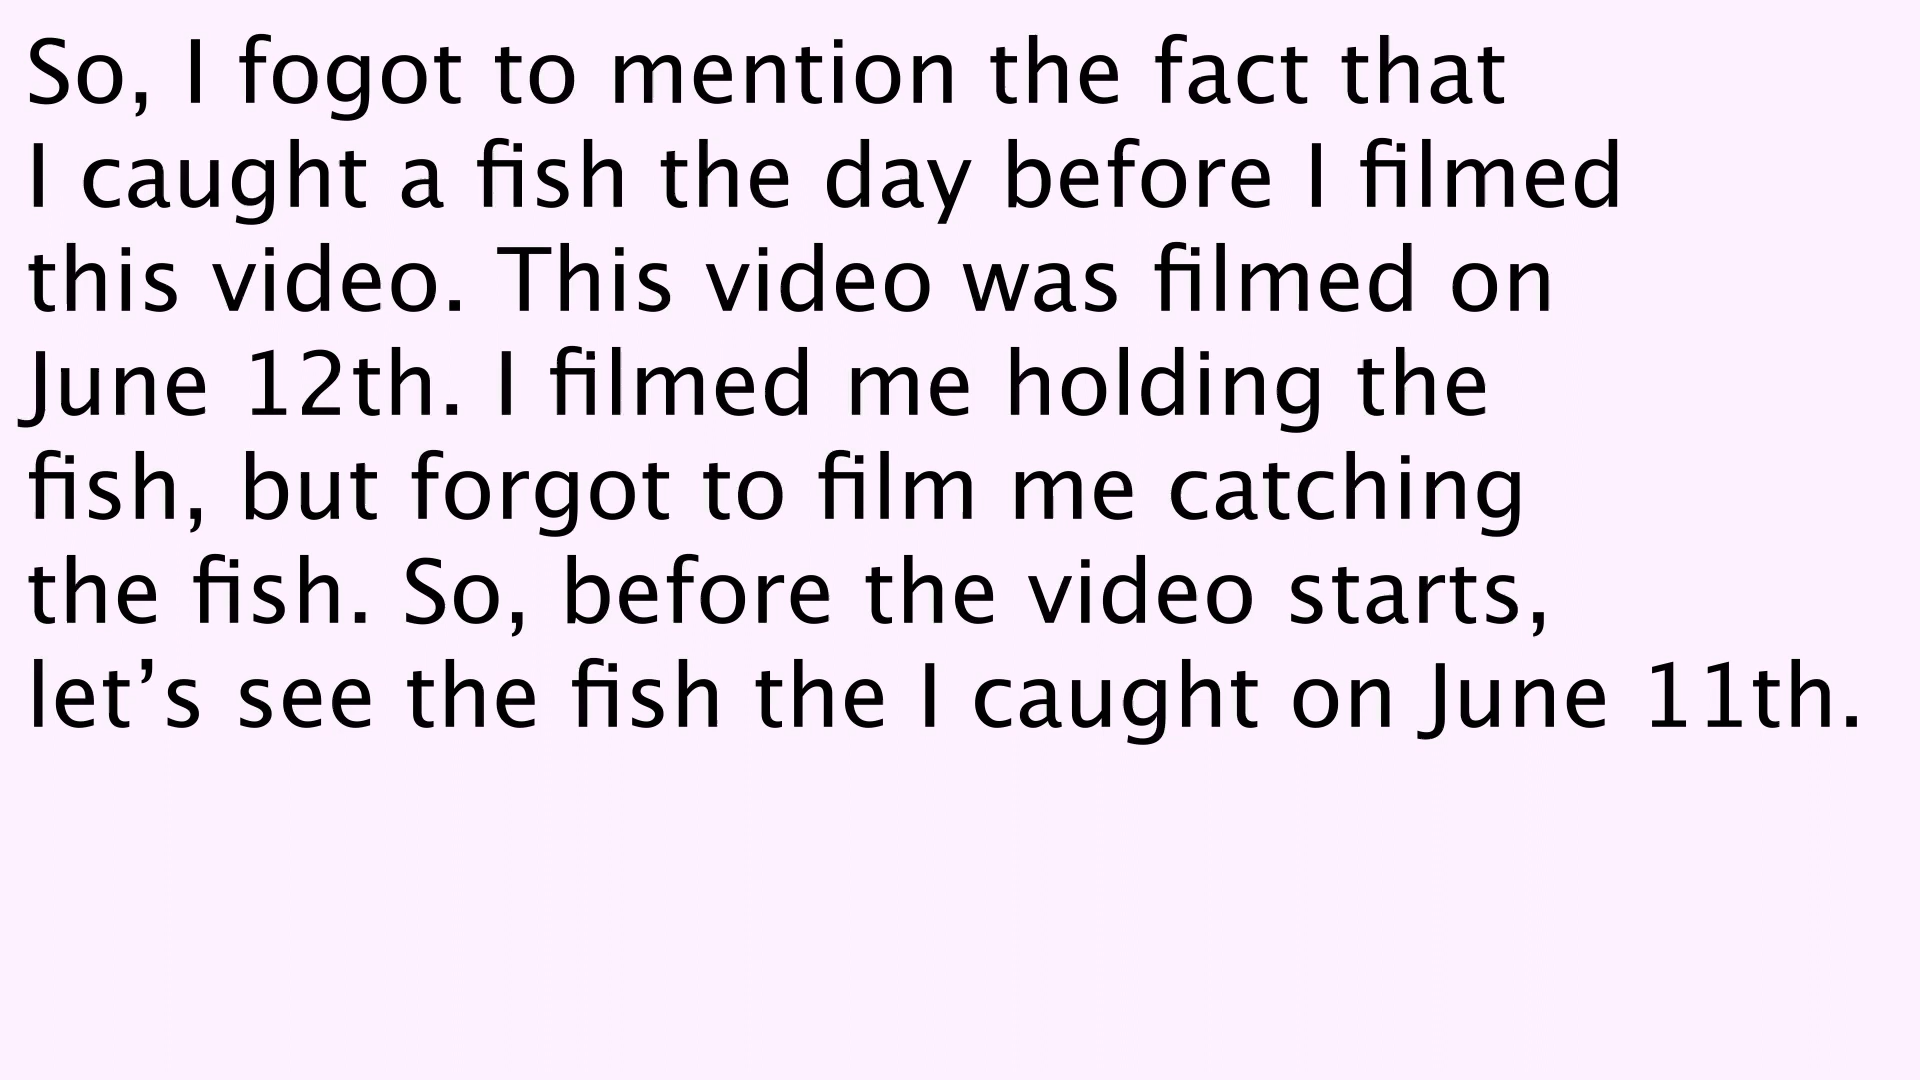 So, I fogot to mention the fact that
I caught a fish the day before I filmed
this video. This video was filmed on
June 12th. I filmed me holding the
fish, but forgot to film me catching
the fish. So, before the video starts,
let’s see the fish the I caught on June 11th.